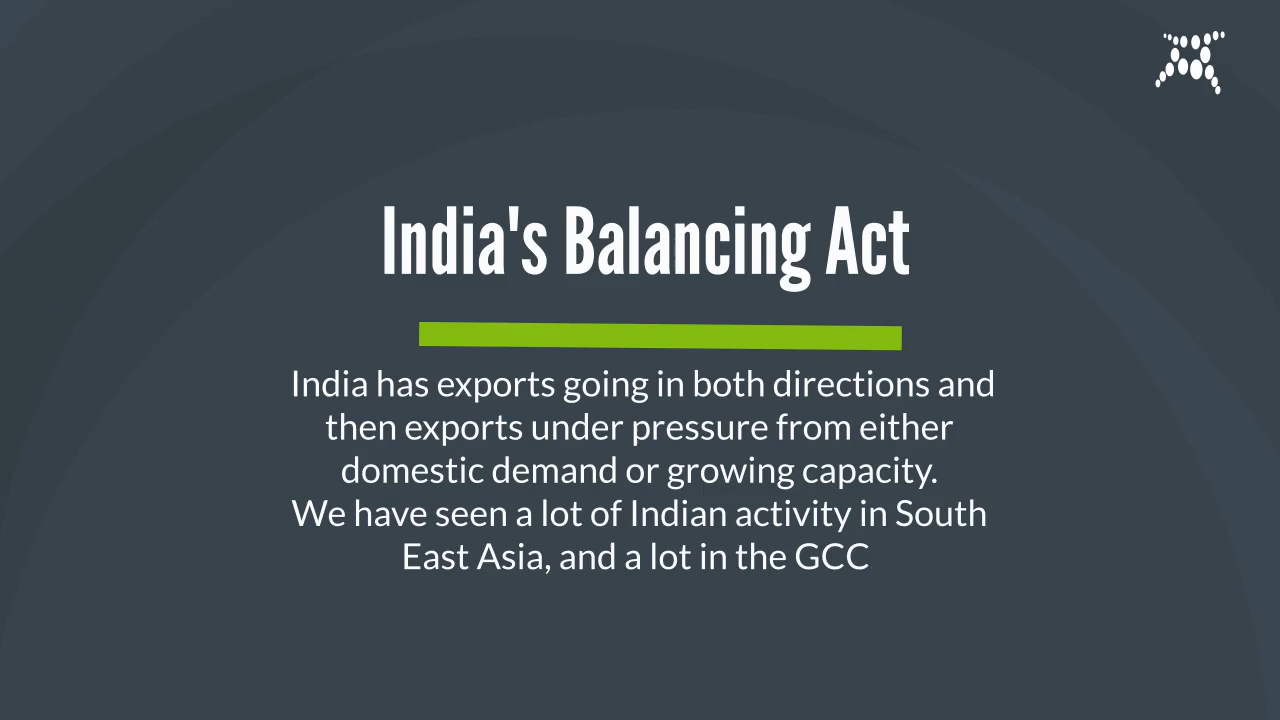 India's Balancing Act
India has exports going in both directions and
then exports under pressure from either
domestic demand or growing capacity.
We have seen a lot of Indian activity in South
East Asia, and a lot in the GCC